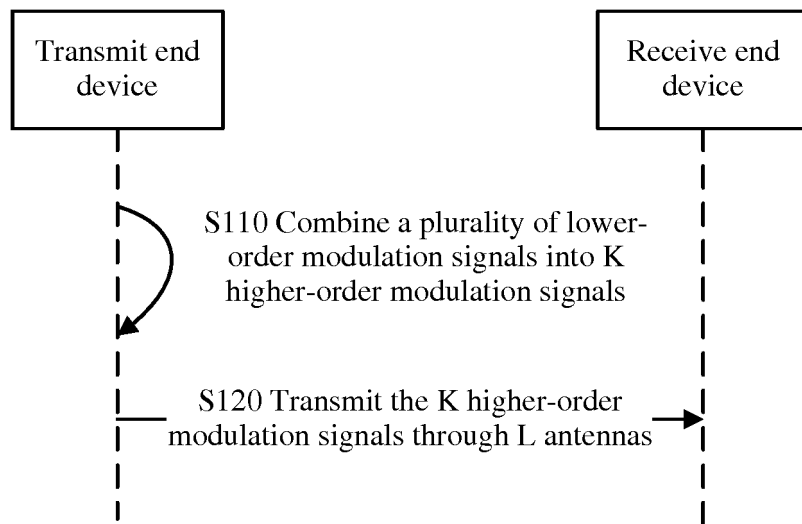 Transmit end
device
Receive end
device
S110 Combine a plurality of lower-
order modulation signals into K
higher-order modulation signals
S120 Transmit the K higher-order
modulation signals through L antennas